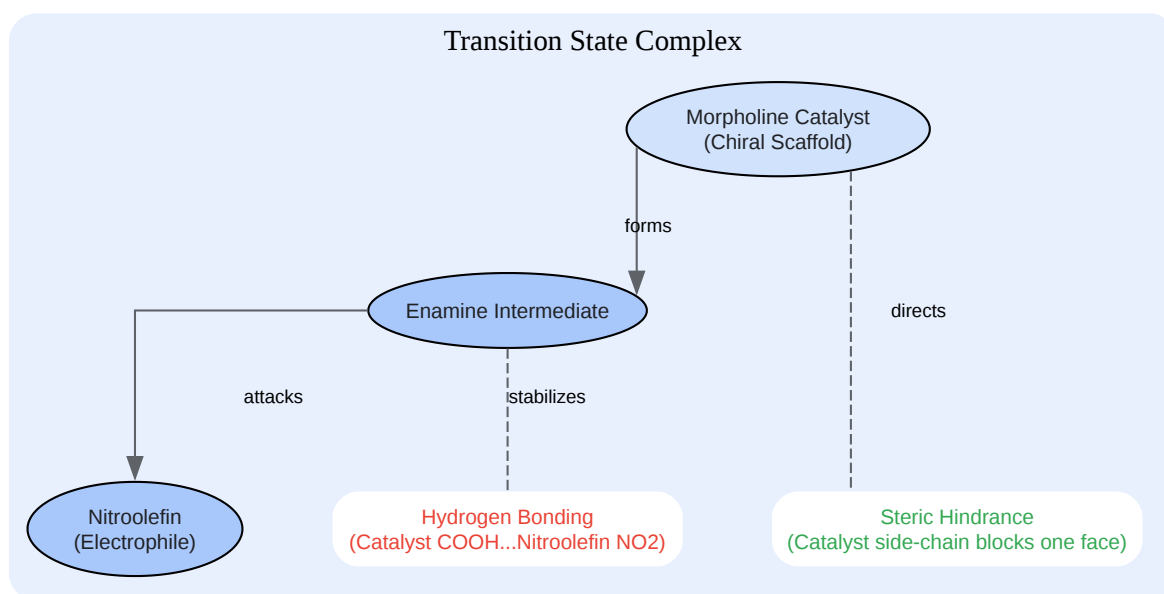 Transition State Complex
Morpholine Catalyst
(Chiral Scaffold)
forms
Enamine Intermediate
directs
attacks
stabilizes
Nitroolefin
(Electrophile)
Hydrogen Bonding
(Catalyst COOH...Nitroolefin NO2)
Steric Hindrance
(Catalyst side-chain blocks one face)